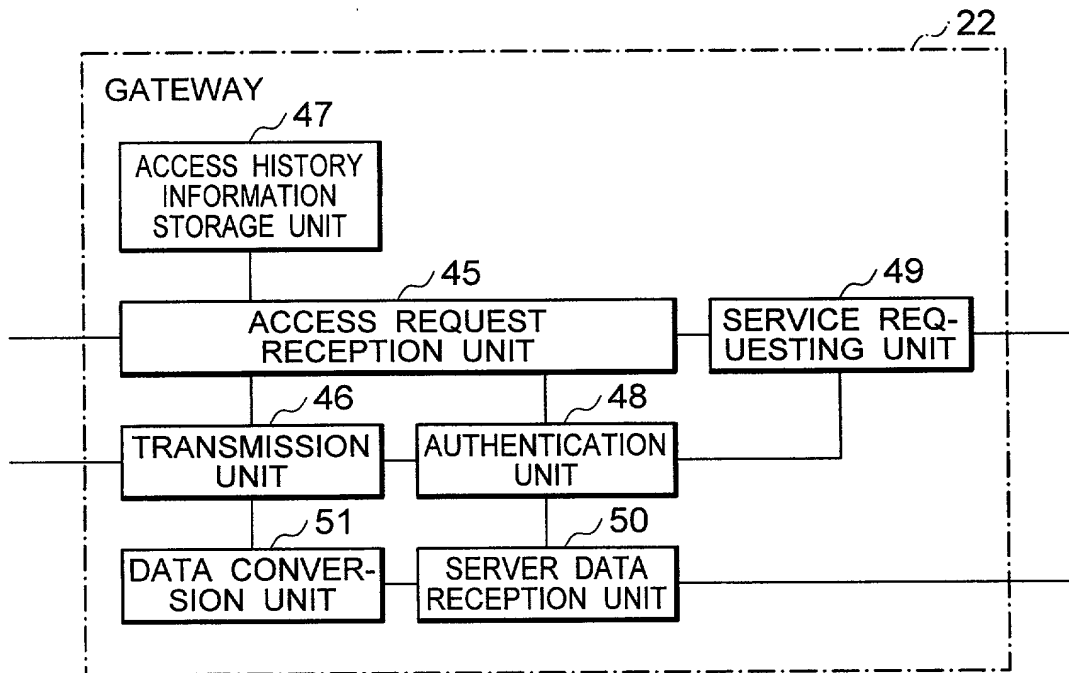 22
GATEWAY
47
ACCESS HISTORY
INFORMATION
STORAGE UNIT
45
ACCESS REQUEST
RECEPTION UNIT
49
SERVICE REQ-
UESTING UNIT
46
TRANSMISSION
UNIT
48
AUTHENTICATION
UNIT
51
DATA CONVER-
SION UNIT
50
SERVER DATA
RECEPTION UNIT